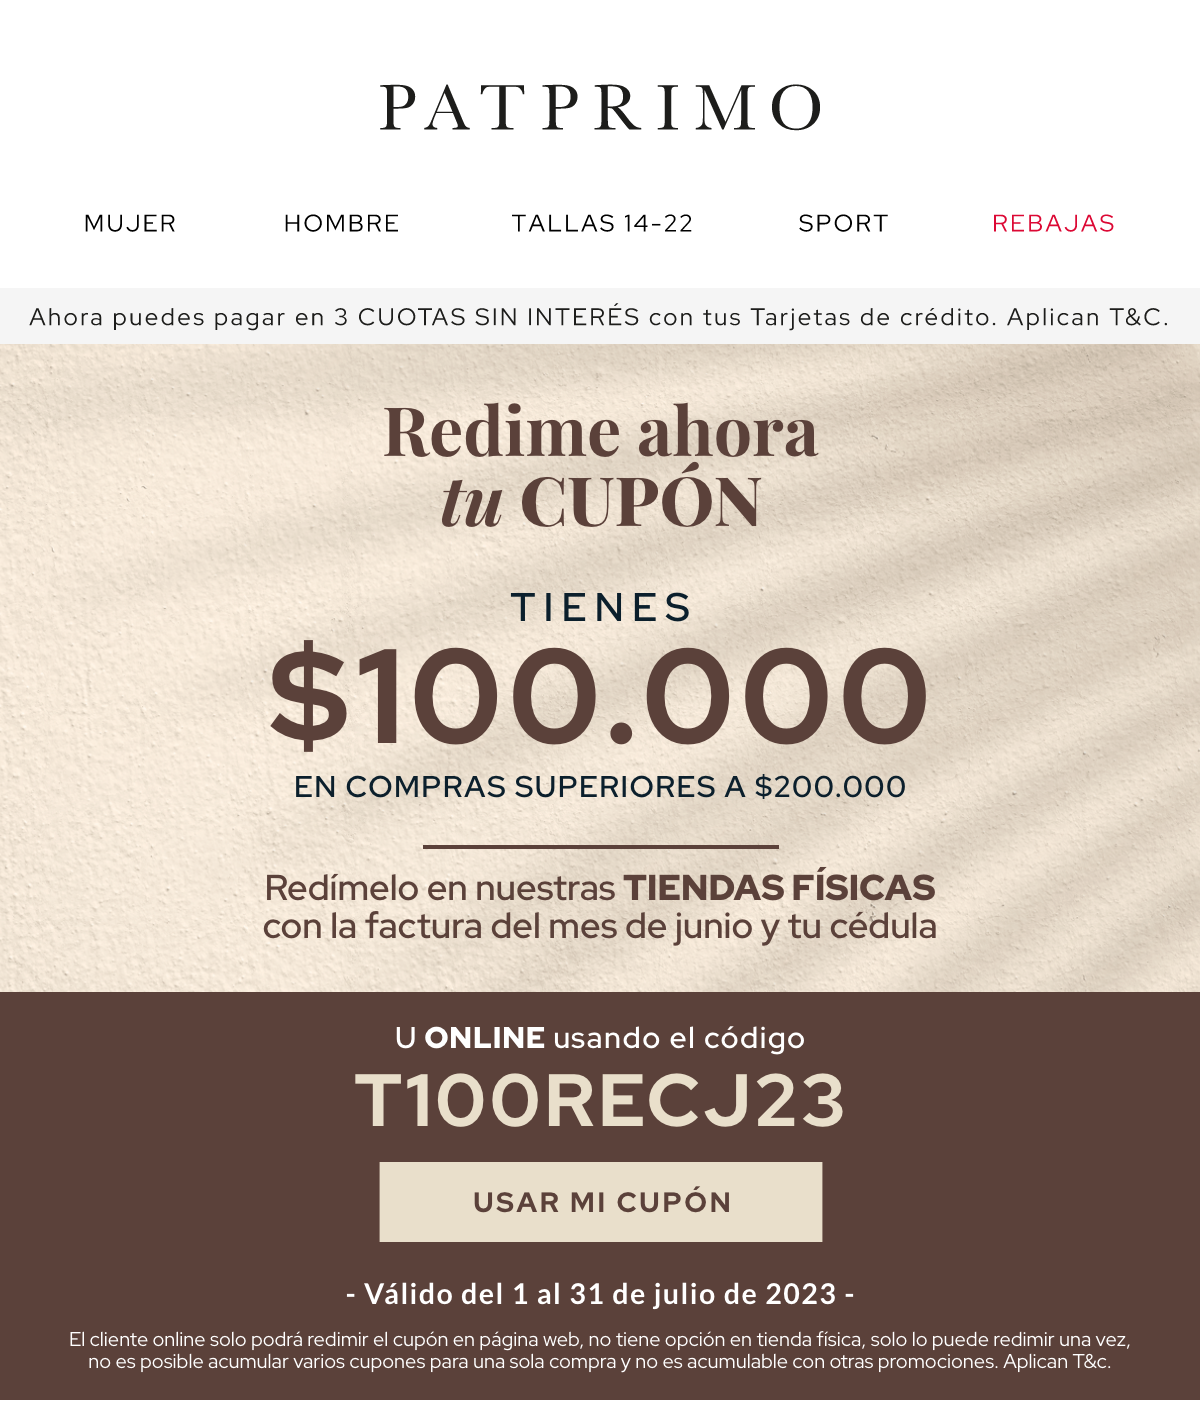 PATPRIMO
MUJER HOMBRE TALLAS 14-22 SPORT REBAJAS
Ahora puedes pagar en 3 CUOTAS SIN INTERÉS con tus Tarjetas de crédito. Aplican T&C.
Redime ahora
tu CUPÓN
TIENES
$100.000
EN COMPRAS SUPERIORES A $200.000
Redímelo en nuestras TIENDAS FÍSICAS
con la factura del mes de junio y tu cédula
U ONLINE usando el código
T100RECJ23
USAR MI CUPÓN
- Válido del 1 al 31 de julio de 2023 -
El cliente online solo podrá redimir el cupón en página web, no tiene opción en tienda física, solo lo puede redimir una vez,
no es posible acumular varios cupones para una sola compra y no es acumulable con otras promociones. Aplican T&c.